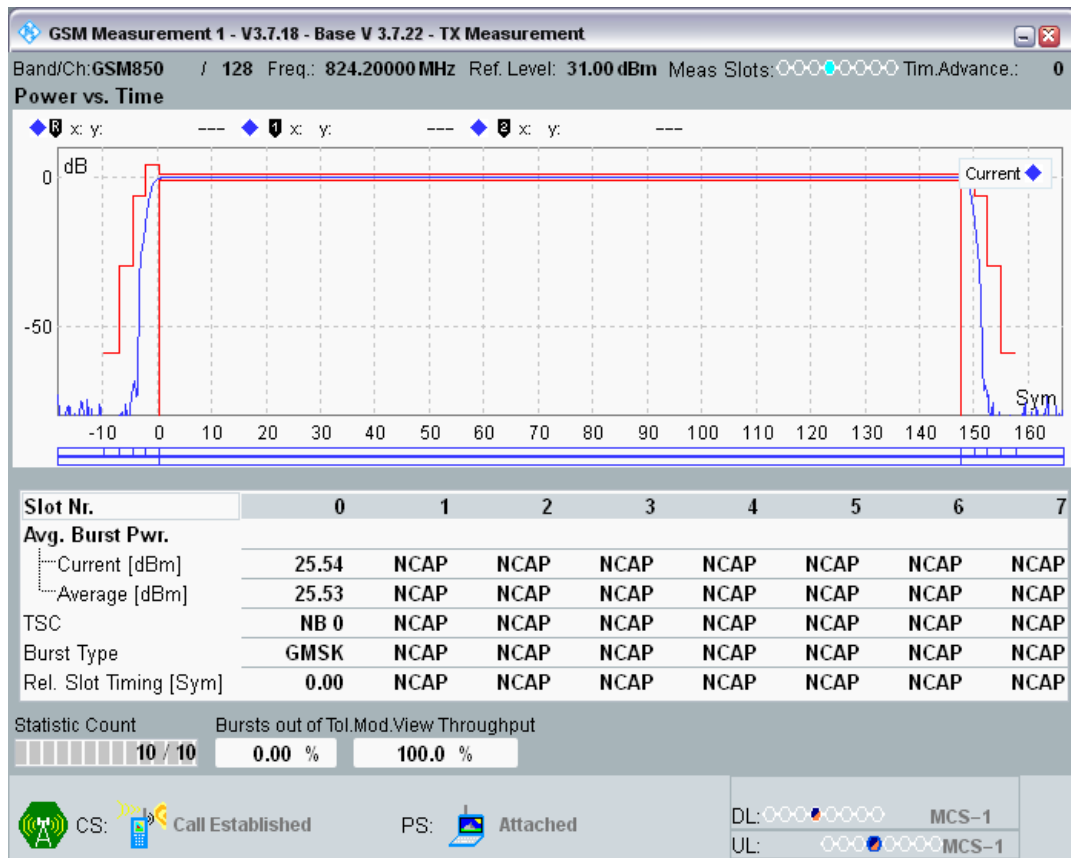 GSM Measurement 1 - V3.7.18 - Base V 3.7.22 - TX Measurement
Band/Ch:GSM850 / 128 Freq.: 824.20000 MHz Ref. Level: 31.00 dBm Meas Slots: Tim.Advance.: 0
Power vs. Time
R x: y: --- 1 x: y: --- 2 x: y: ---
dB
0
Current
-50
Sym
-10 0 10 20 30 40 50 60 70 80 90 100 110 120 130 140 150 160
Slot Nr. 0 1 2 3 4 5 6 7
Avg. Burst Pwr.
Current [dBm] 25.54 NCAP NCAP NCAP NCAP NCAP NCAP NCAP
Average [dBm] 25.53 NCAP NCAP NCAP NCAP NCAP NCAP NCAP
TSC NB 0 NCAP NCAP NCAP NCAP NCAP NCAP NCAP
Burst Type GMSK NCAP NCAP NCAP NCAP NCAP NCAP NCAP
Rel. Slot Timing [Sym] 0.00 NCAP NCAP NCAP NCAP NCAP NCAP NCAP
Statistic Count Bursts out of Tol.Mod.View Throughput
10 / 10 0.00 % 100.0 %
CS: Call Established PS: Attached DL: MCS-1
UL: MCS-1